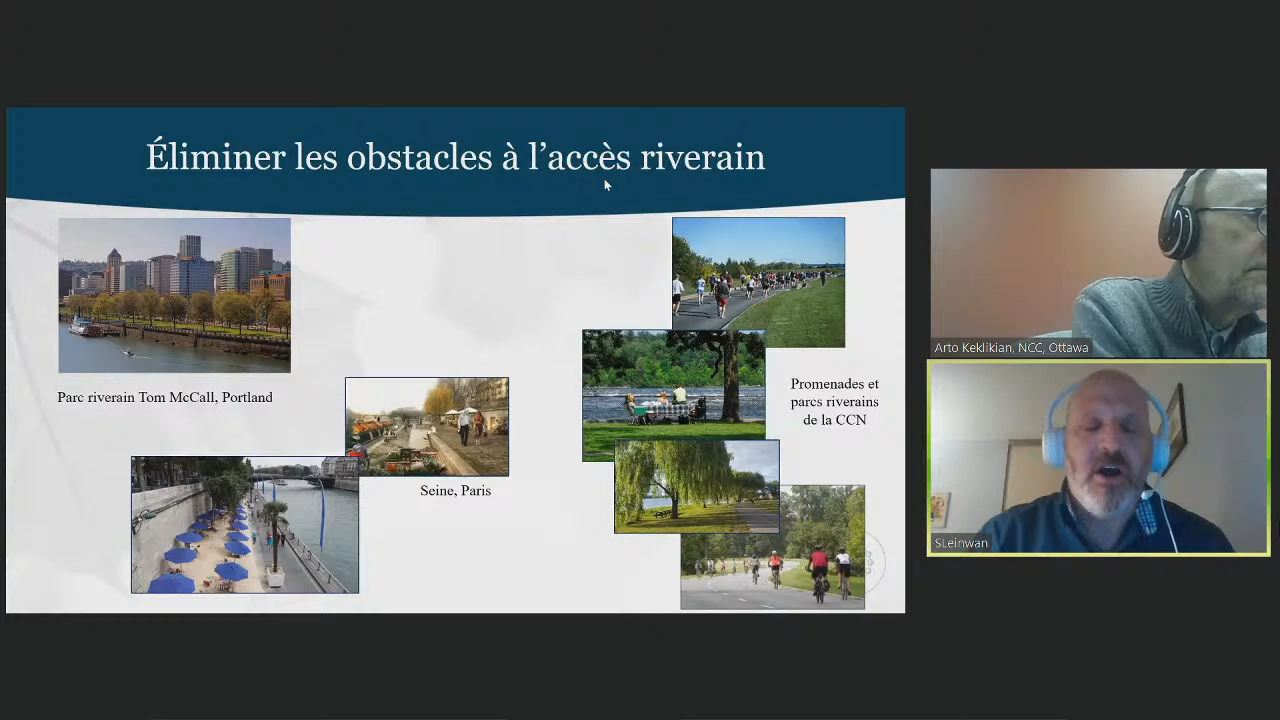 Éliminer les obstacles à l’accès riverain
Parc riverain Tom McCall, Portland
Seine, Paris
Promenades et
parcs riverains
de la CCN
Arto Keklikian, NCC, Ottawa
SLeinwan